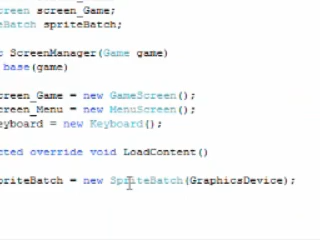 creen screen_Game;
eBatch spriteBatch;
ScreenManager(Game game)
base(game)
creen_Game = new GameScreen();
creen_Menu = new MenuScreen();
eyboard = new Keyboard();
cted override void LoadContent()
priteBatch = new SpriteBatch(GraphicsDevice);